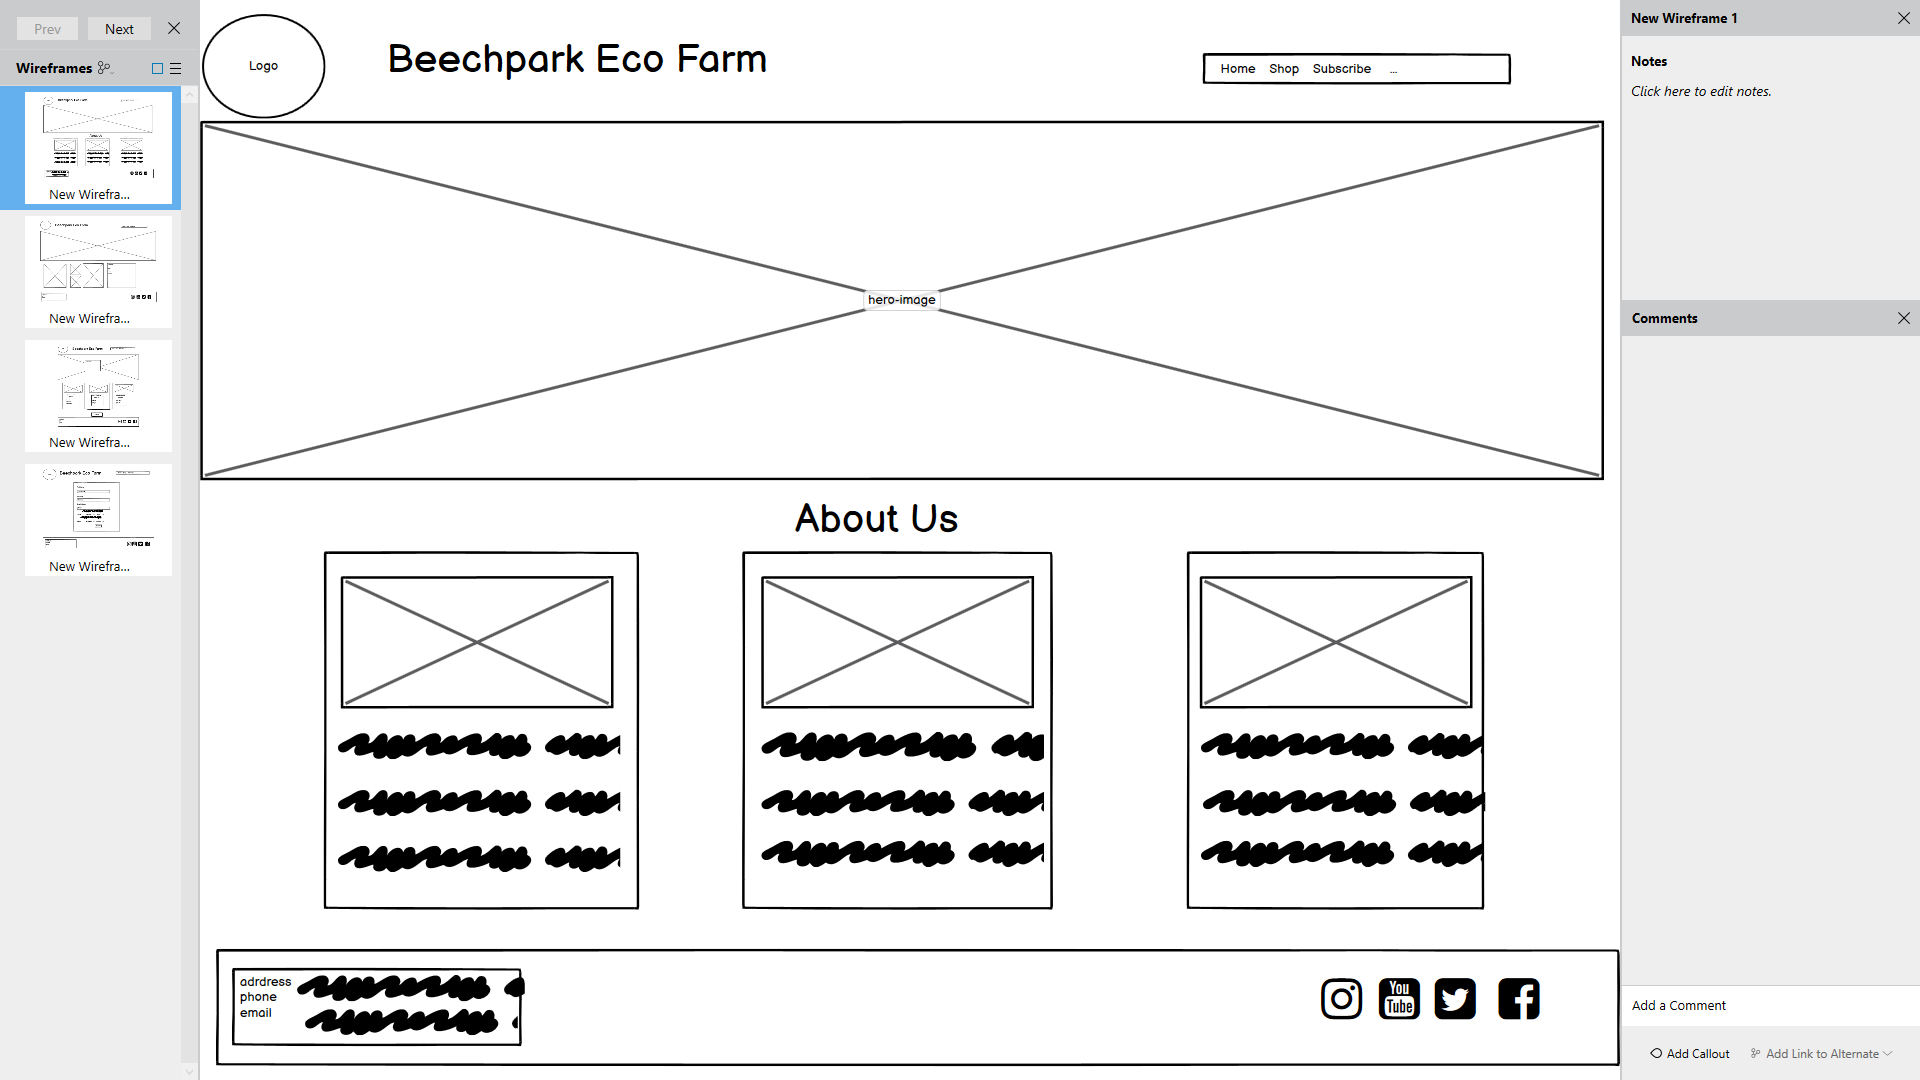 Prev Next
Wireframes
New Wirefra...
New Wirefra...
New Wirefra...
New Wirefra...
Logo
Beechpark Eco Farm
Home Shop Subscribe ...
hero-image
About Us
adrdress
phone
email
You
Tube
New Wireframe 1
Notes
Click here to edit notes.
Comments
Add a Comment
Add Callout Add Link to Alternate